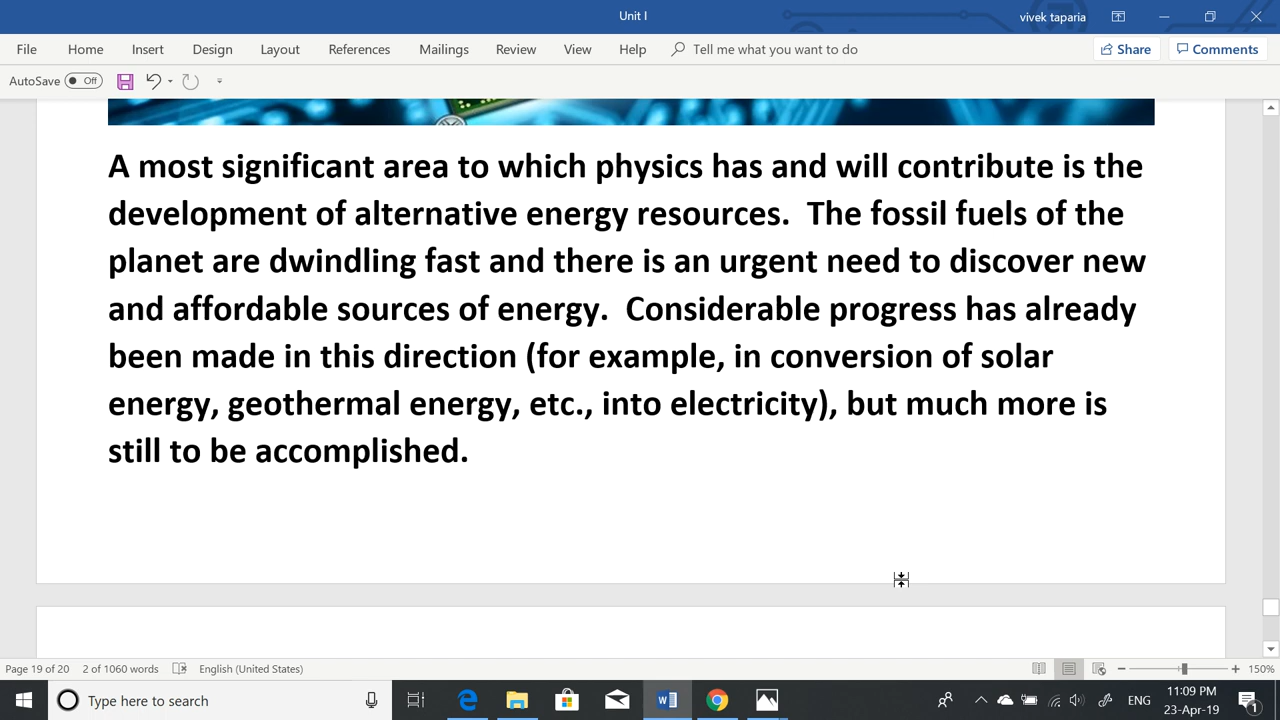 Unit I
vivek taparia
File Home Insert Design Layout References Mailings Review View Help Tell me what you want to do Share Comments
AutoSave Off
A most significant area to which physics has and will contribute is the
development of alternative energy resources.  The fossil fuels of the
planet are dwindling fast and there is an urgent need to discover new
and affordable sources of energy.  Considerable progress has already
been made in this direction (for example, in conversion of solar
energy, geothermal energy, etc., into electricity), but much more is
still to be accomplished.
Page 19 of 20 2 of 1060 words English (United States) 150%
Type here to search ENG 11:09 PM
23-Apr-19 1